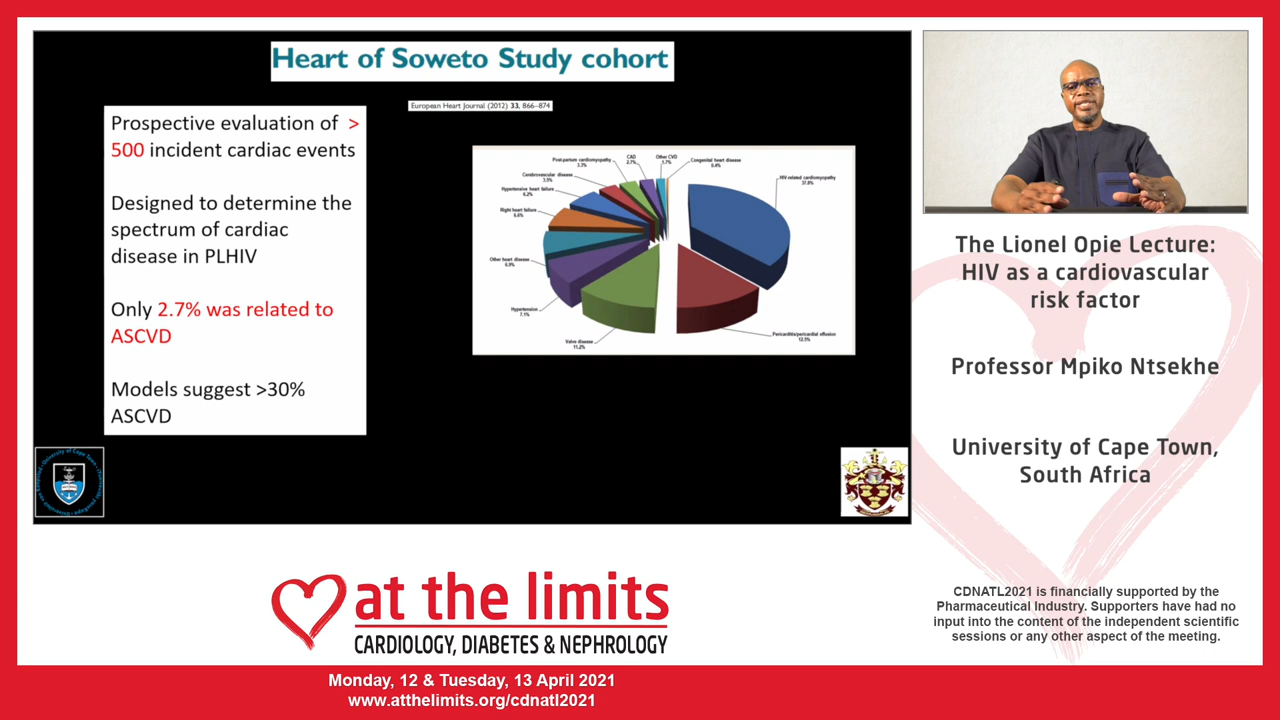 Heart of Soweto Study cohort
European Heart Journal (2012) 33, 866–874
Prospective evaluation of >
500 incident cardiac events
Designed to determine the
spectrum of cardiac
disease in PLHIV
Only 2.7% was related to
ASCVD
Models suggest >30%
ASCVD
Post-partum cardiomyopathy
3.3%
CAD
2.7%
Other CVD
1.7%
Congenital heart disease
0.4%
Cerebrovascular disease
3.5%
HIV-related cardiomyopathy
37.8%
Hypertensive heart failure
6.2%
Right heart failure
6.6%
Other heart disease
6.9%
Hypertension
7.1%
Valve disease
11.2%
Pericarditis/pericardial effusion
12.5%
The Lionel Opie Lecture:
HIV as a cardiovascular
risk factor
Professor Mpiko Ntsekhe
University of Cape Town,
South Africa
CDNATL2021 is financially supported by the
Pharmaceutical Industry. Supporters have had no
input into the content of the independent scientific
sessions or any other aspect of the meeting.
at the limits
CARDIOLOGY, DIABETES & NEPHROLOGY
Monday, 12 & Tuesday, 13 April 2021
www.atthelimits.org/cdnatl2021